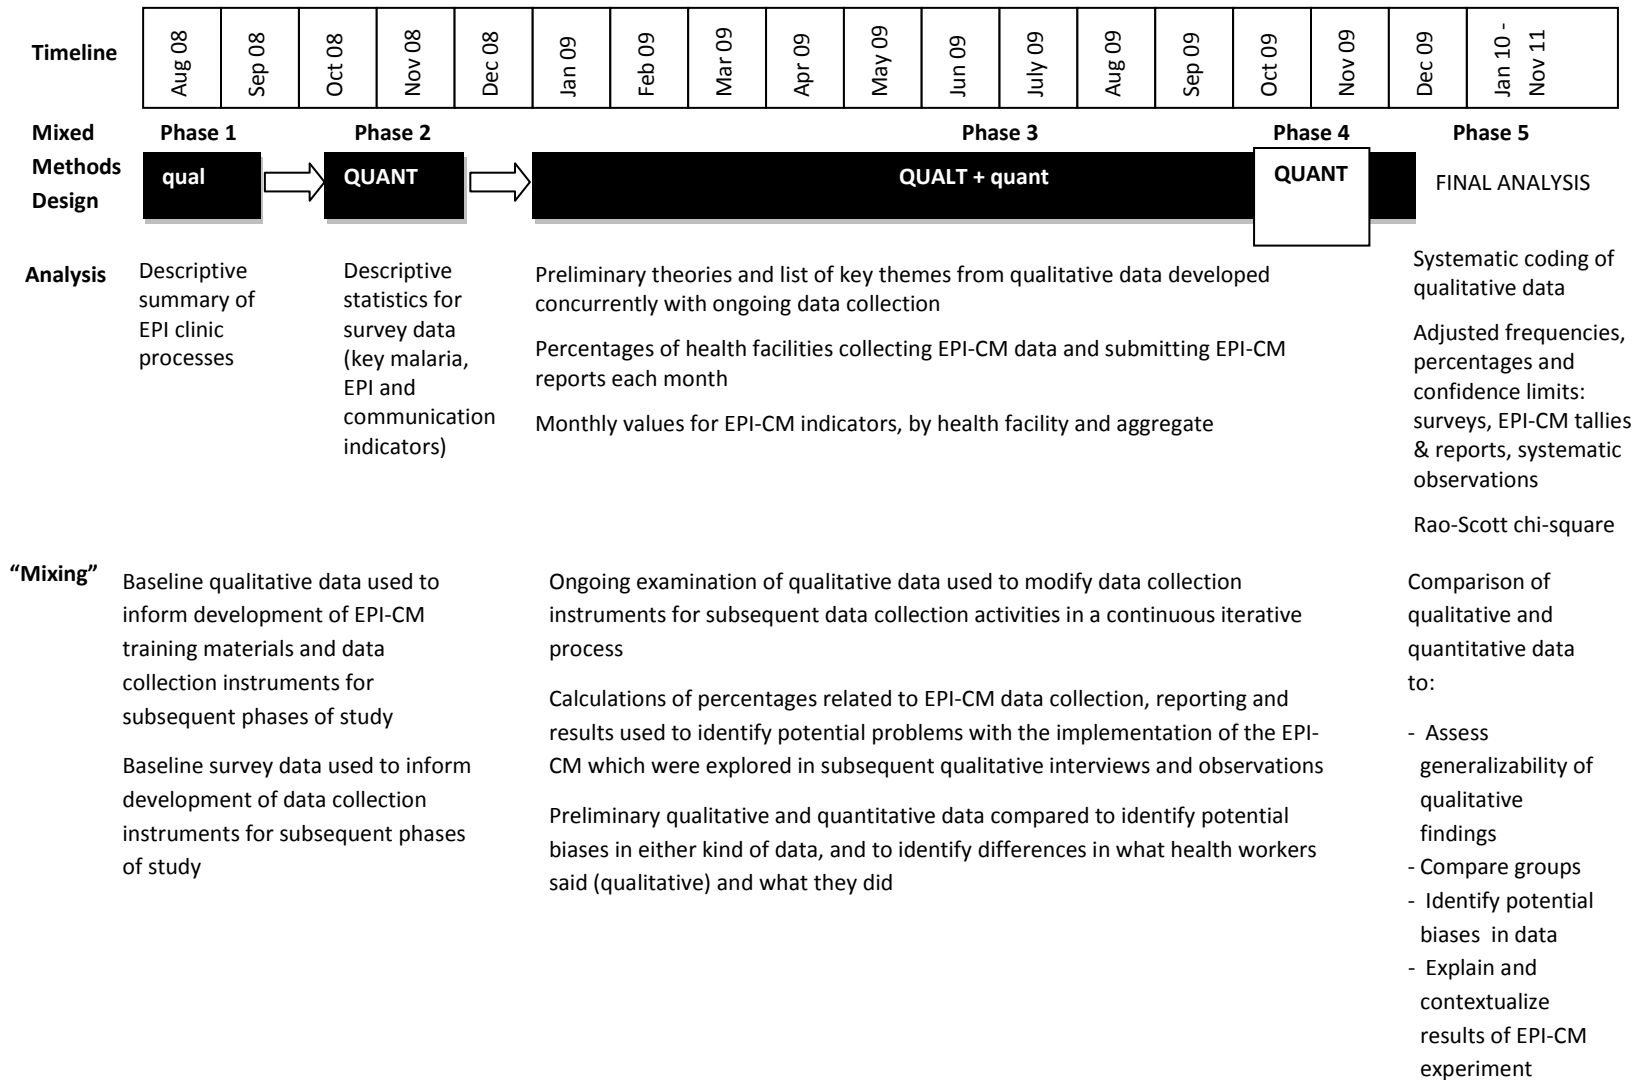 Timeline
Aug 08
Sep 08
Oct 08
Nov 08
Dec 08
Jan 09
Feb 09
Mar 09
Apr 09
May 09
Jun 09
July 09
Aug 09
Sep 09
Oct 09
Nov 09
Dec 09
Jan 10 -
Nov 11
Mixed
Methods
Design
Phase 1
Phase 2
Phase 3
Phase 4
Phase 5
qual
QUANT
QUALT + quant
QUANT
FINAL ANALYSIS
Analysis
Descriptive
summary of
EPI clinic
processes
Descriptive
statistics for
survey data
(key malaria,
EPI and
communication
indicators)
Preliminary theories and list of key themes from qualitative data developed
concurrently with ongoing data collection
Percentages of health facilities collecting EPI-CM data and submitting EPI-CM
reports each month
Monthly values for EPI-CM indicators, by health facility and aggregate
Systematic coding of
qualitative data
Adjusted frequencies,
percentages and
confidence limits:
surveys, EPI-CM tallies
& reports, systematic
observations
Rao-Scott chi-square
“Mixing”
Baseline qualitative data used to
inform development of EPI-CM
training materials and data
collection instruments for
subsequent phases of study
Baseline survey data used to inform
development of data collection
instruments for subsequent phases
of study
Ongoing examination of qualitative data used to modify data collection
instruments for subsequent data collection activities in a continuous iterative
process
Calculations of percentages related to EPI-CM data collection, reporting and
results used to identify potential problems with the implementation of the EPI-
CM which were explored in subsequent qualitative interviews and observations
Preliminary qualitative and quantitative data compared to identify potential
biases in either kind of data, and to identify differences in what health workers
said (qualitative) and what they did
Comparison of
qualitative and
quantitative data
to:
- Assess
generalizability of
qualitative
findings
- Compare groups
- Identify potential
biases in data
- Explain and
contextualize
results of EPI-CM
experiment